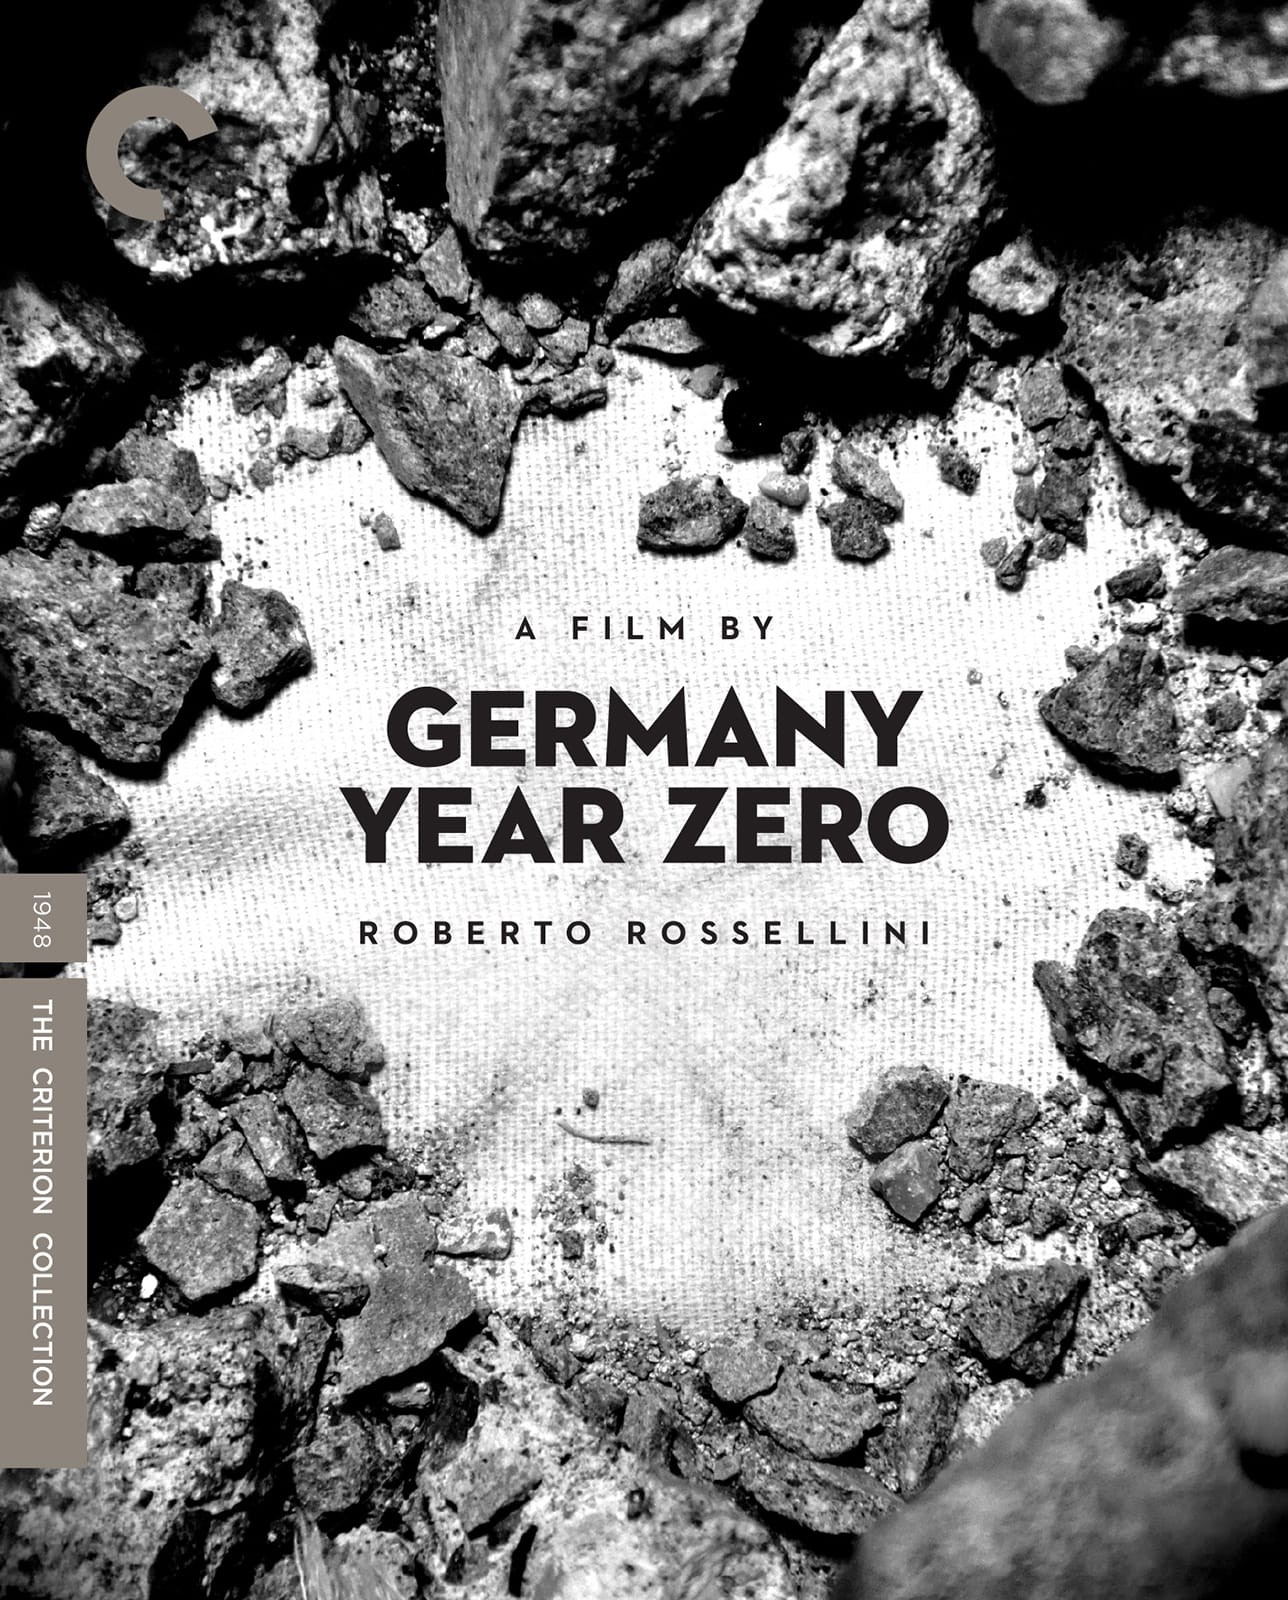 A FILM BY
GERMANY
YEAR ZERO
ROBERTO ROSSELLINI
1948
THE CRITERION COLLECTION